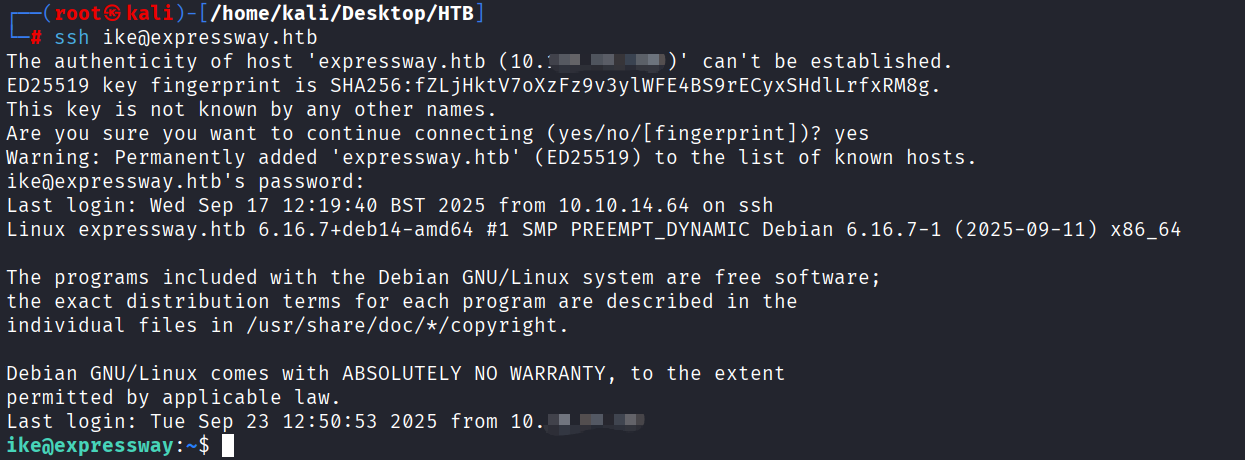 ┌──(root㉿kali)-[/home/kali/Desktop/HTB]
└─# ssh ike@expressway.htb
The authenticity of host 'expressway.htb (10.)' can't be established.
ED25519 key fingerprint is SHA256:fZLjHktV7oXzFz9v3ylWFE4BS9rECyxSHdlLrfxRM8g.
This key is not known by any other names.
Are you sure you want to continue connecting (yes/no/[fingerprint])? yes
Warning: Permanently added 'expressway.htb' (ED25519) to the list of known hosts.
ike@expressway.htb's password:
Last login: Wed Sep 17 12:19:40 BST 2025 from 10.10.14.64 on ssh
Linux expressway.htb 6.16.7+deb14-amd64 #1 SMP PREEMPT_DYNAMIC Debian 6.16.7-1 (2025-09-11) x86_64
The programs included with the Debian GNU/Linux system are free software;
the exact distribution terms for each program are described in the
individual files in /usr/share/doc/*/copyright.
Debian GNU/Linux comes with ABSOLUTELY NO WARRANTY, to the extent
permitted by applicable law.
Last login: Tue Sep 23 12:50:53 2025 from 10.
ike@expressway:~$